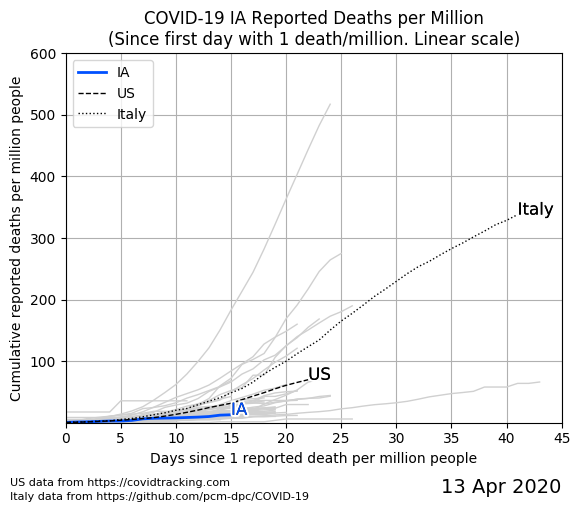 COVID-19 IA Reported Deaths per Million
(Since first day with 1 death/million. Linear scale)
Cumulative reported deaths per million people
600
500
400
300
200
100
IA
US
Italy
Italy
US
IA
0 5 10 15 20 25 30 35 40 45
Days since 1 reported death per million people
US data from https://covidtracking.com
Italy data from https://github.com/pcm-dpc/COVID-19
13 Apr 2020